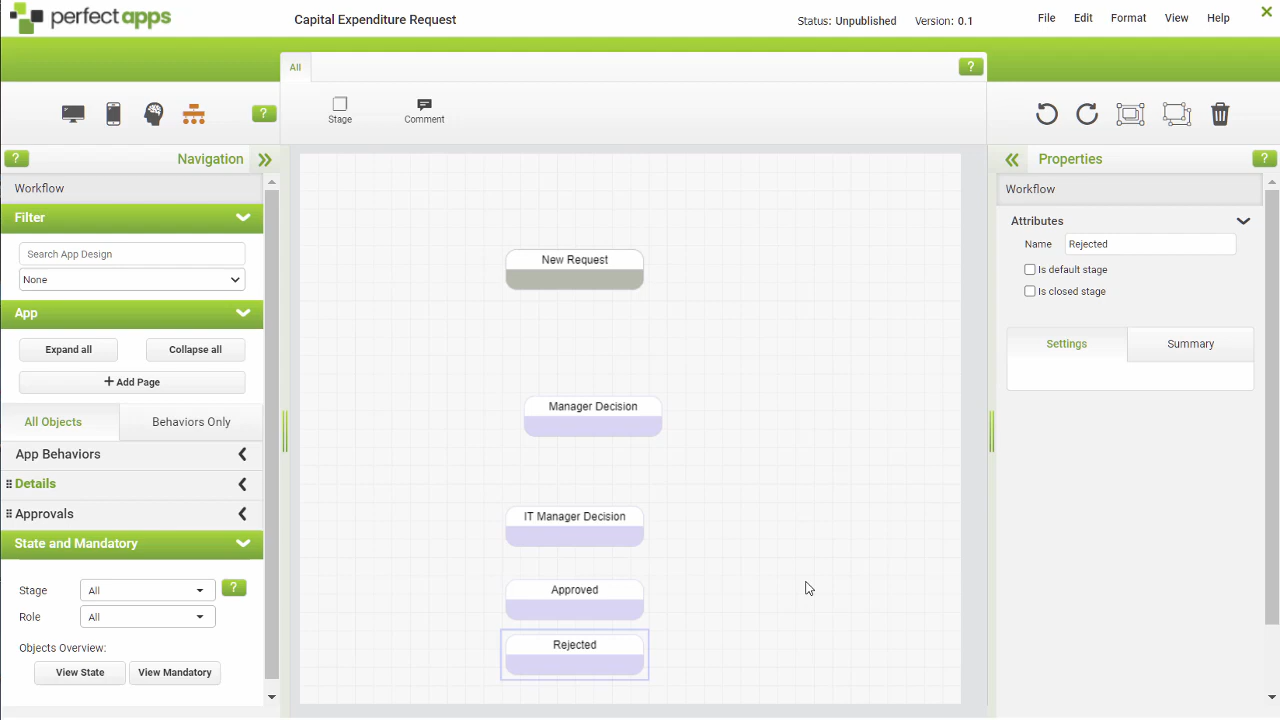 perfect apps
Capital Expenditure Request
Status: Unpublished
Version: 0.1
File
Edit
Format
View
Help
All
?
Stage
Comment
?
?
Navigation
Workflow
Filter
Search App Design
None
App
Expand all
Collapse all
+ Add Page
All Objects
Behaviors Only
App Behaviors
Details
Approvals
State and Mandatory
Stage
All
?
Role
All
Objects Overview:
View State
View Mandatory
New Request
Manager Decision
IT Manager Decision
Approved
Rejected
Properties
?
Workflow
Attributes
Name
Rejected
Is default stage
Is closed stage
Settings
Summary